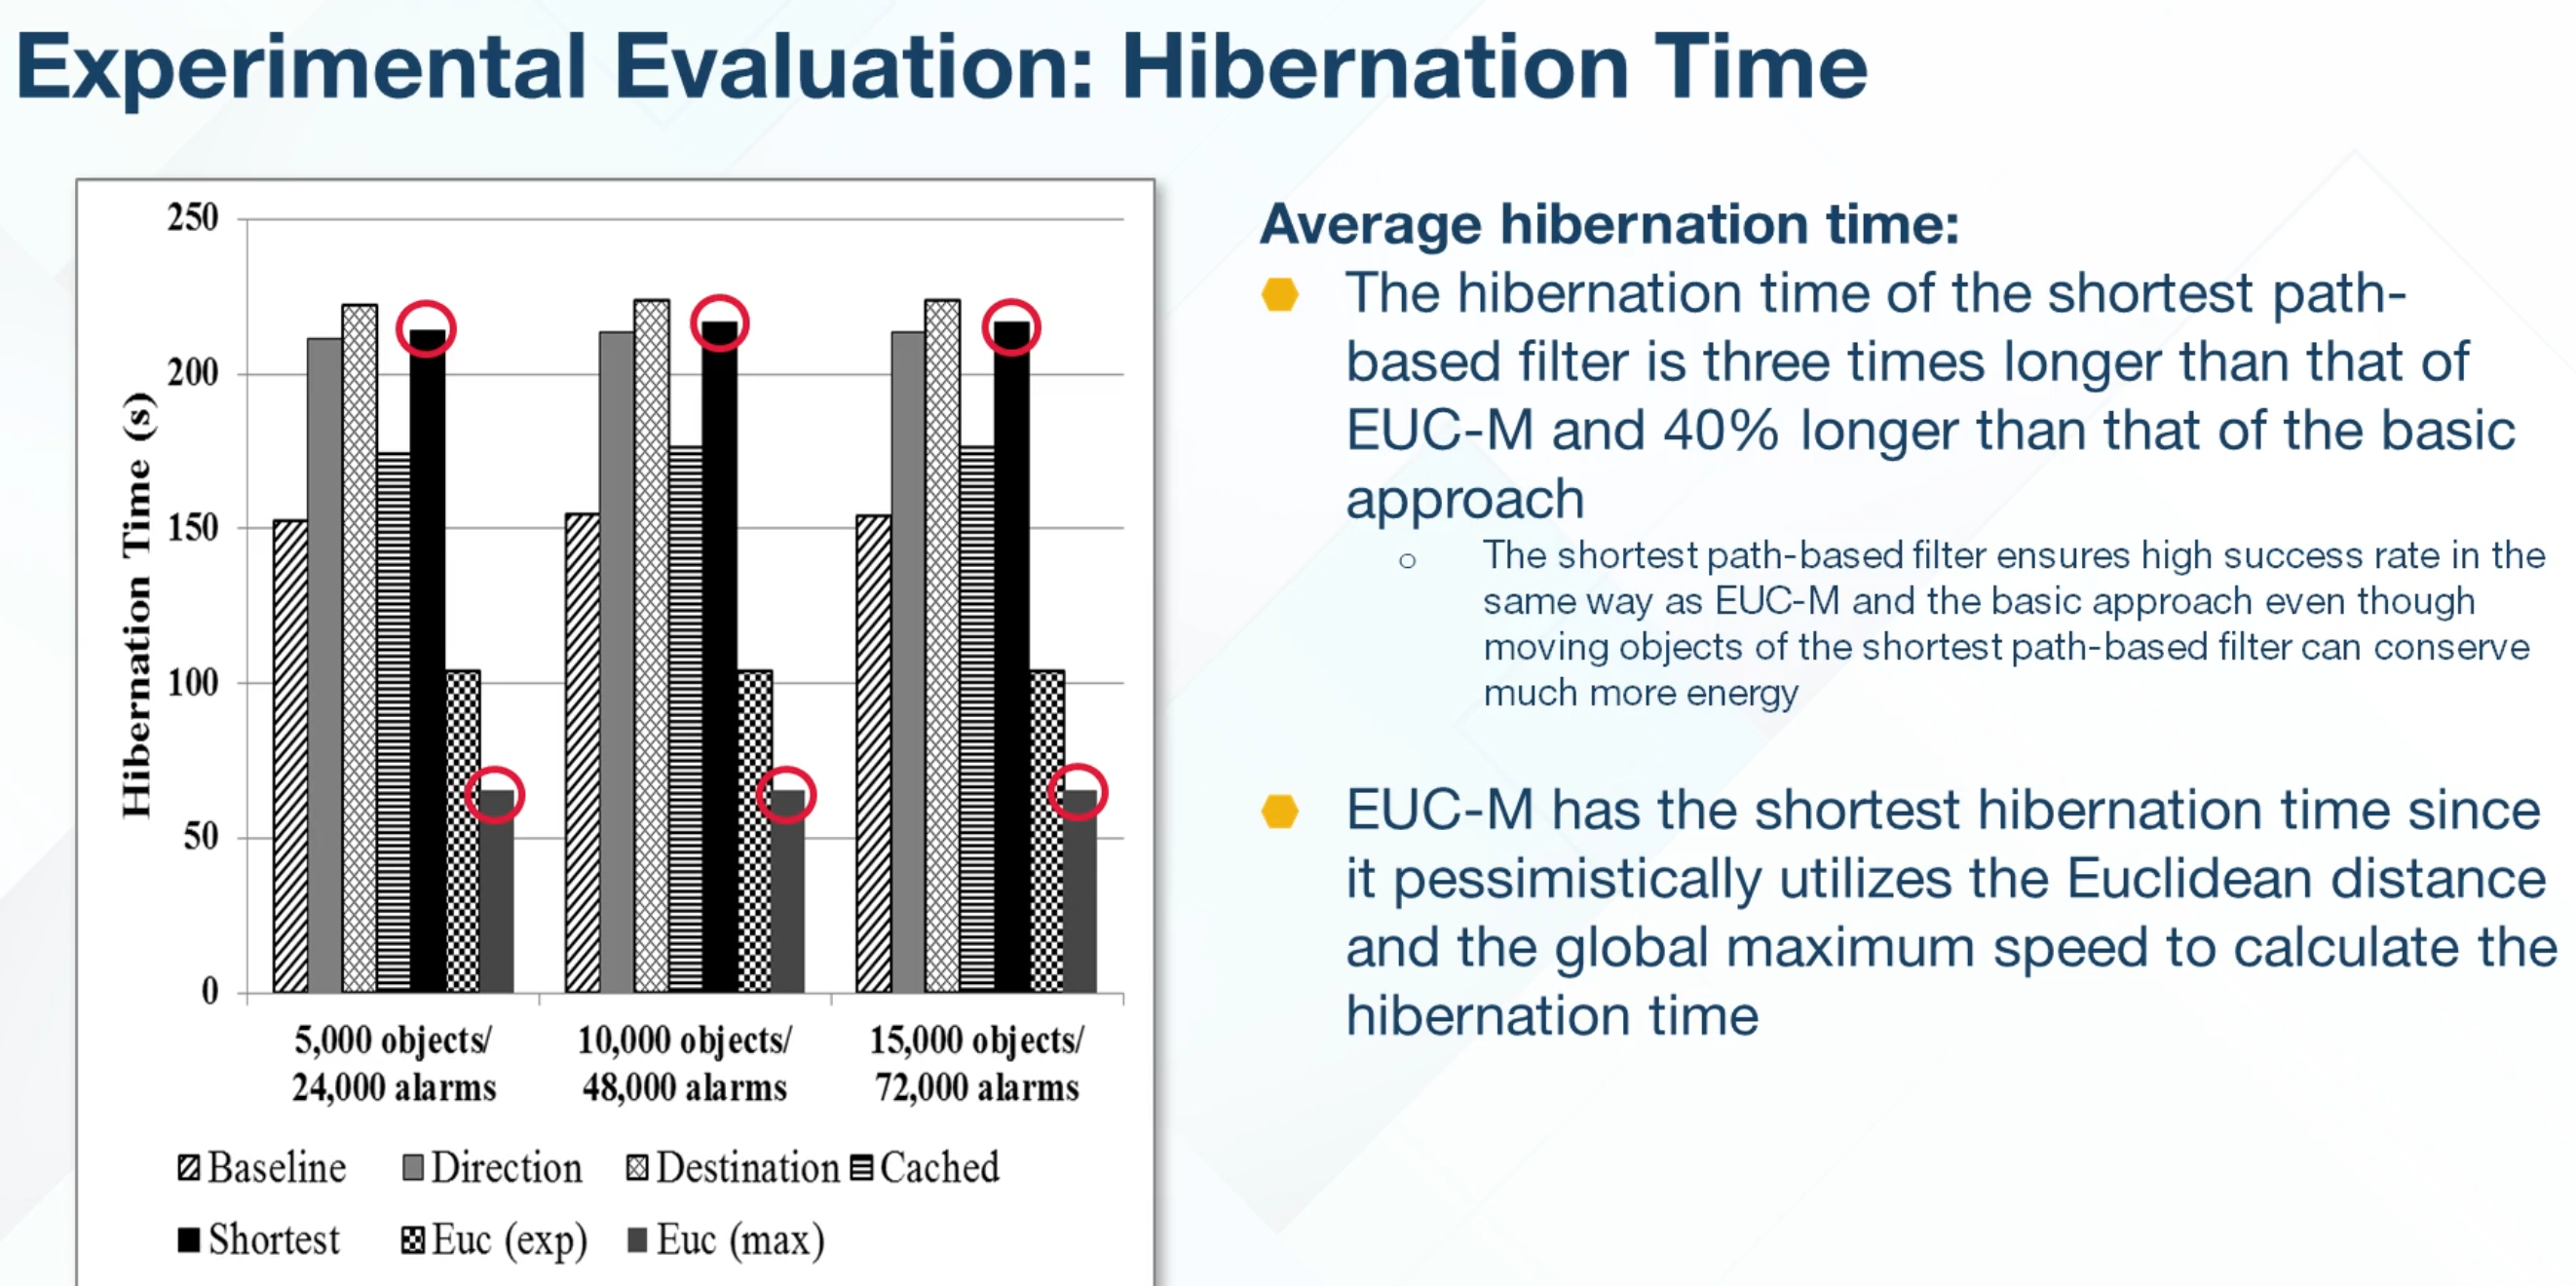 Experimental Evaluation: Hibernation Time
250
200
150
100
50
0
Hibernation Time (s)
5,000 objects/
24,000 alarms
10,000 objects/
48,000 alarms
15,000 objects/
72,000 alarms
Baseline Direction Destination Cached
Shortest Euc (exp) Euc (max)
Average hibernation time:
The hibernation time of the shortest path-
based filter is three times longer than that of
EUC-M and 40% longer than that of the basic
approach
The shortest path-based filter ensures high success rate in the
same way as EUC-M and the basic approach even though
moving objects of the shortest path-based filter can conserve
much more energy
EUC-M has the shortest hibernation time since
it pessimistically utilizes the Euclidean distance
and the global maximum speed to calculate the
hibernation time